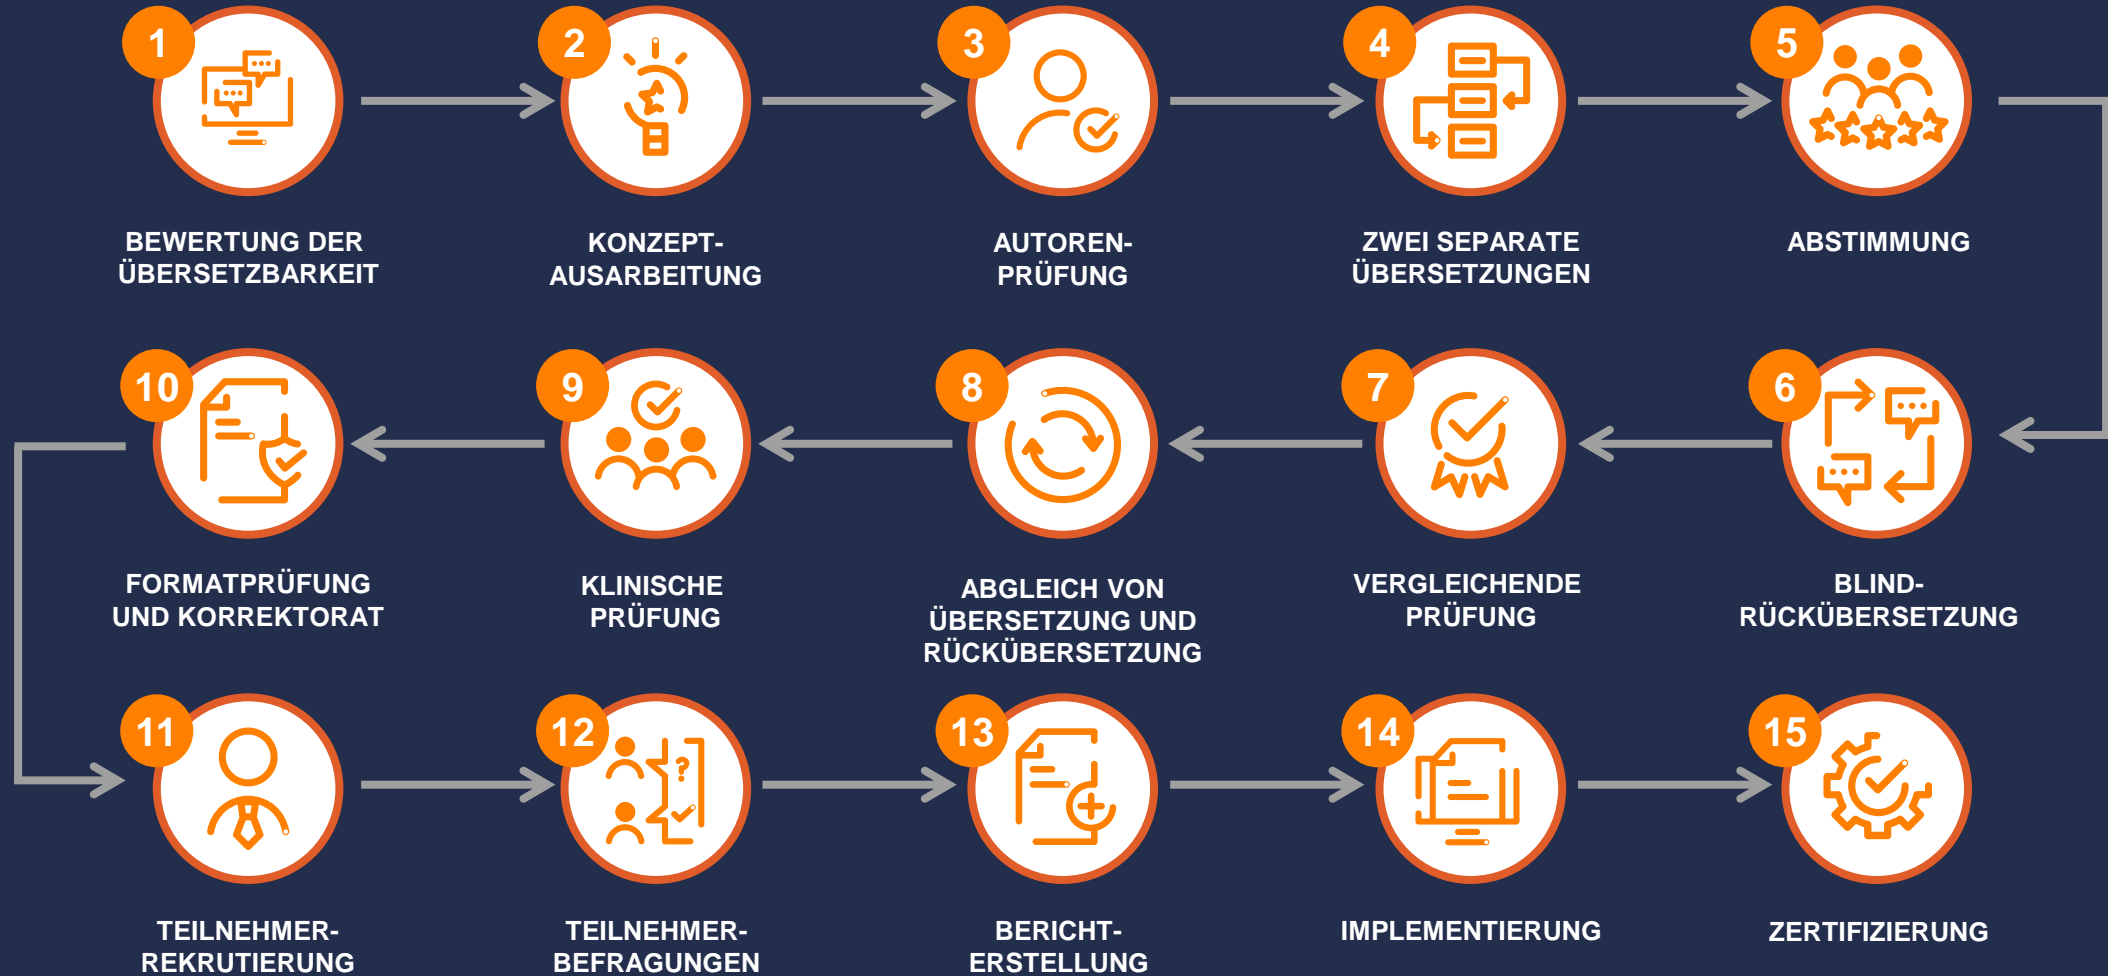 1
BEWERTUNG DER
ÜBERSETZBARKEIT
2
KONZEPT-
AUSARBEITUNG
3
AUTOREN-
PRÜFUNG
4
ZWEI SEPARATE
ÜBERSETZUNGEN
5
ABSTIMMUNG
6
BLIND-
RÜCKÜBERSETZUNG
7
VERGLEICHENDE
PRÜFUNG
8
ABGLEICH VON
ÜBERSETZUNG UND
RÜCKÜBERSETZUNG
9
KLINISCHE
PRÜFUNG
10
FORMATPRÜFUNG
UND KORREKTORAT
11
TEILNEHMER-
REKRUTIERUNG
12
?
TEILNEHMER-
BEFRAGUNGEN
13
BERICHT-
ERSTELLUNG
14
IMPLEMENTIERUNG
15
ZERTIFIZIERUNG